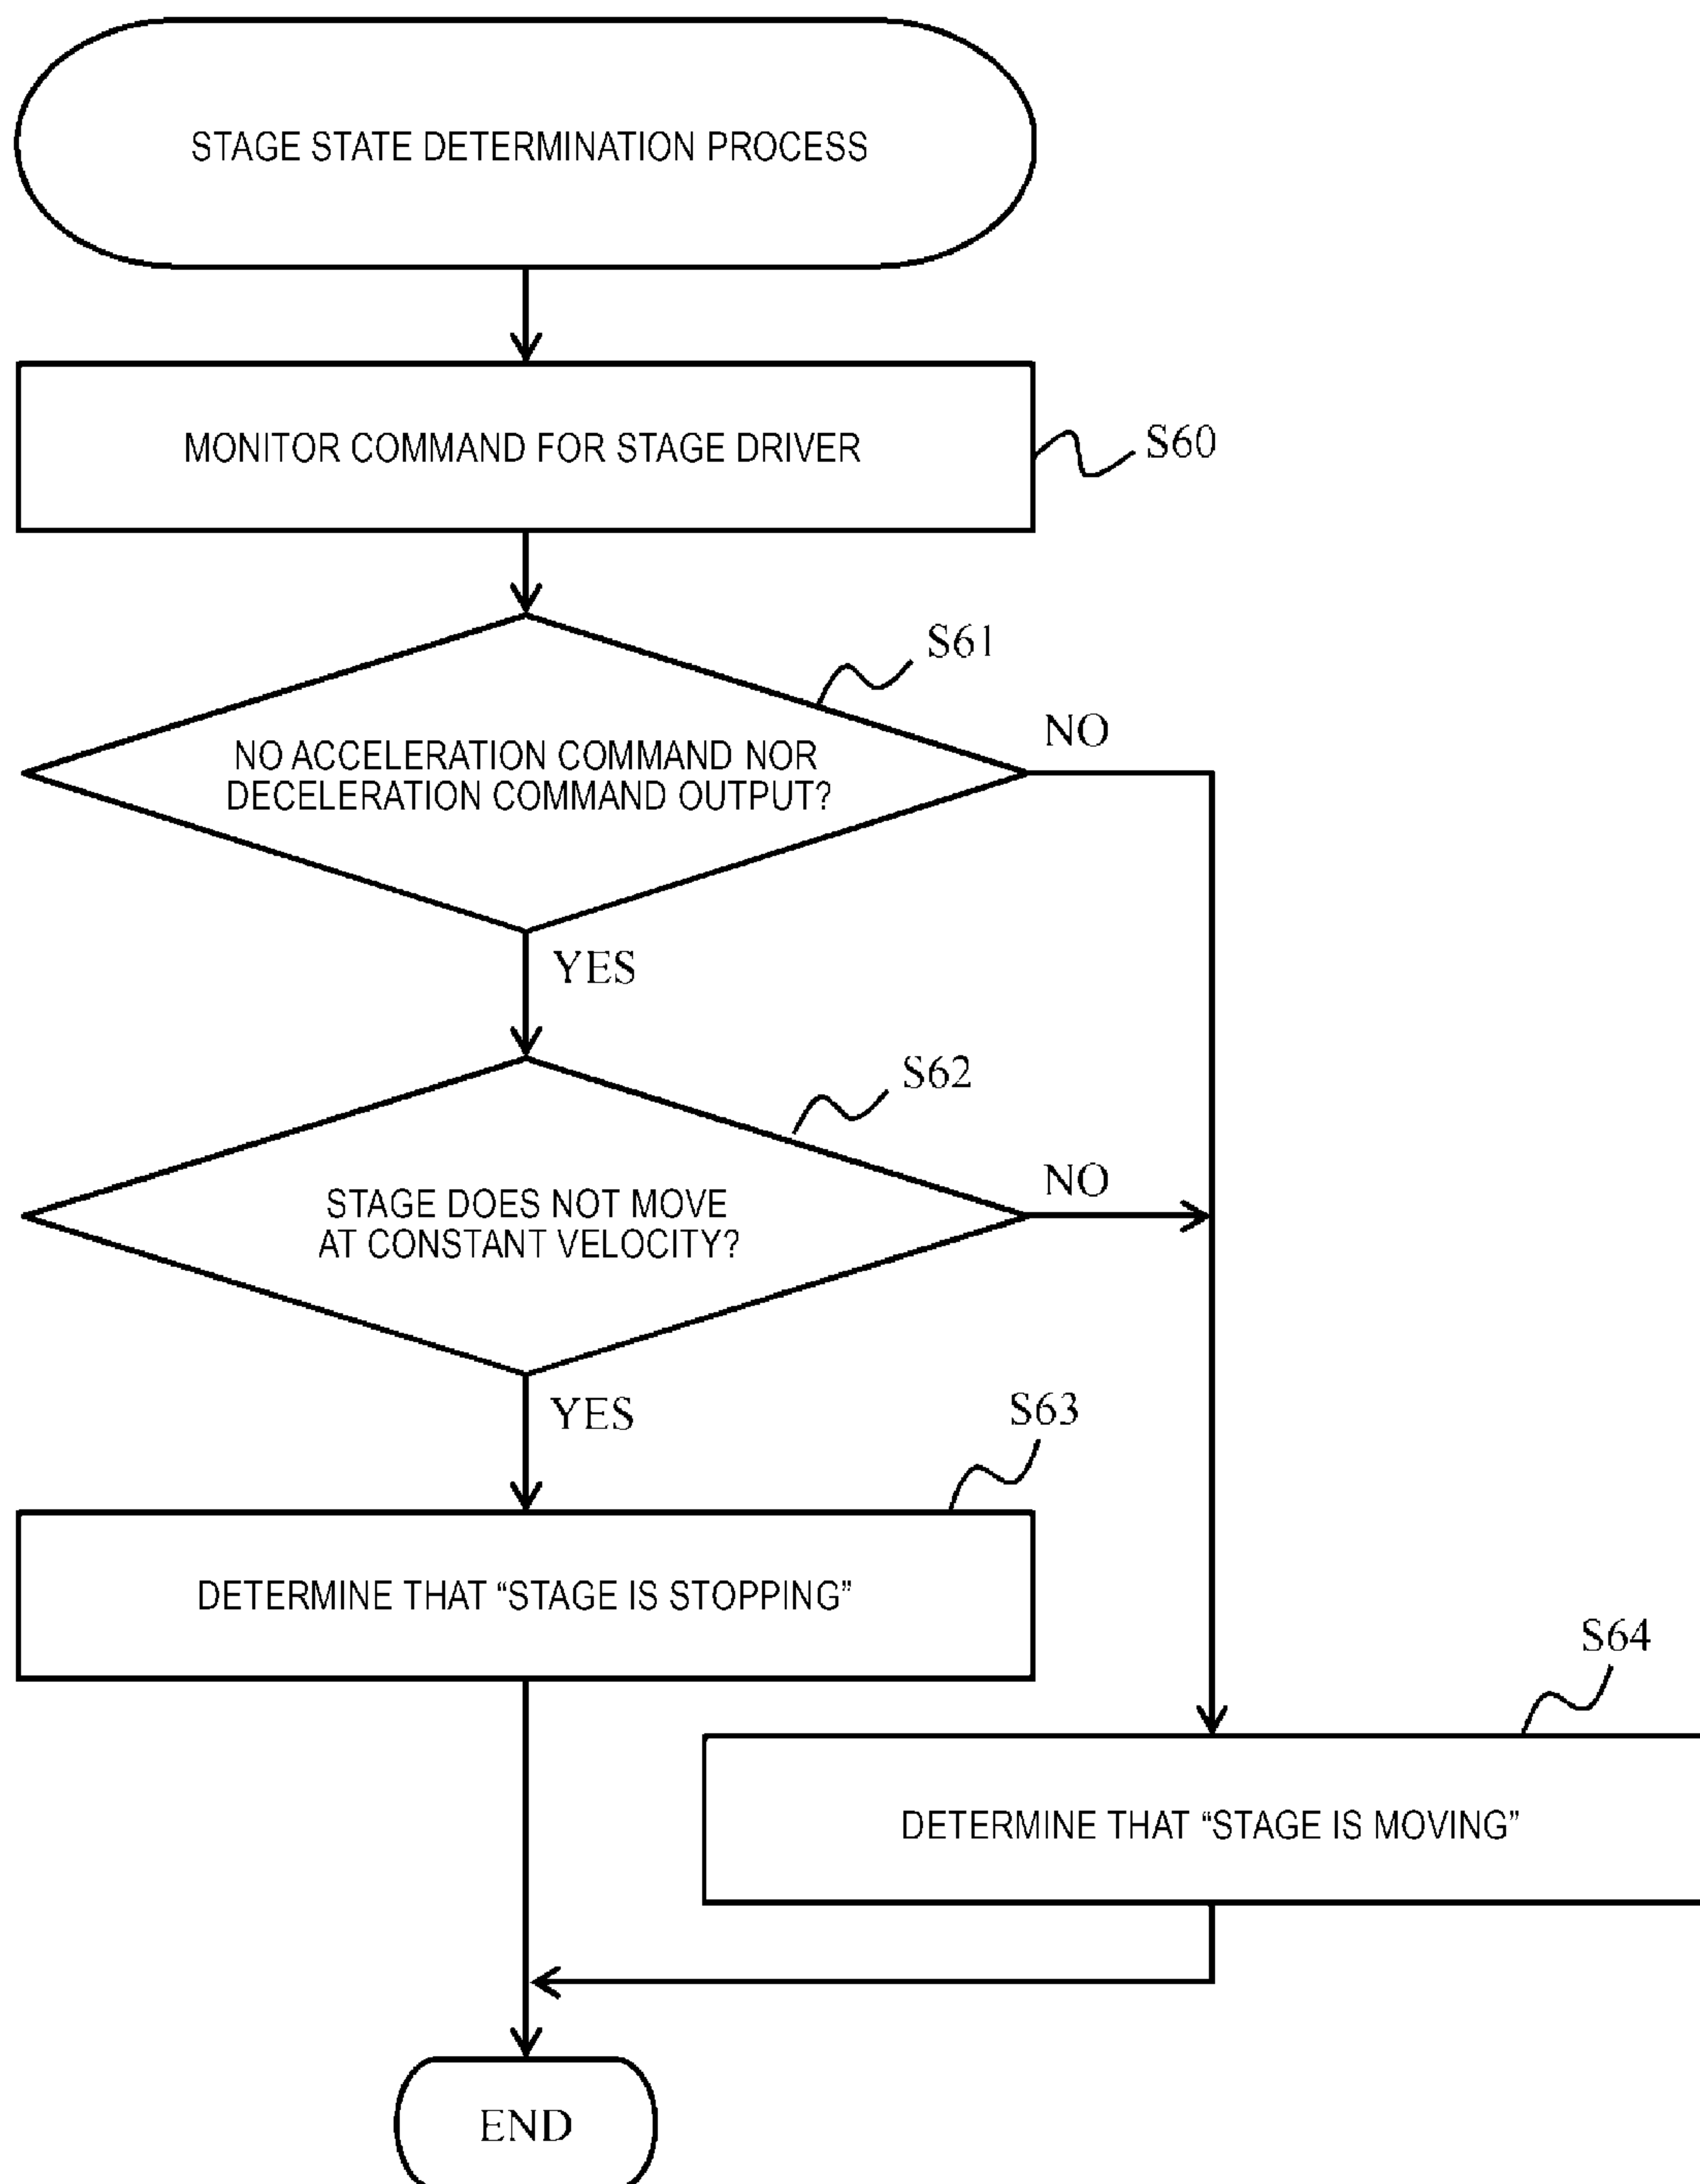 STAGE STATE DETERMINATION PROCESS
MONITOR COMMAND FOR STAGE DRIVER
S60
S61
NO ACCELERATION COMMAND NOR
DECELERATION COMMAND OUTPUT?
NO
YES
S62
STAGE DOES NOT MOVE
AT CONSTANT VELOCITY?
NO
YES
S63
DETERMINE THAT “STAGE IS STOPPING”
S64
DETERMINE THAT “STAGE IS MOVING”
END